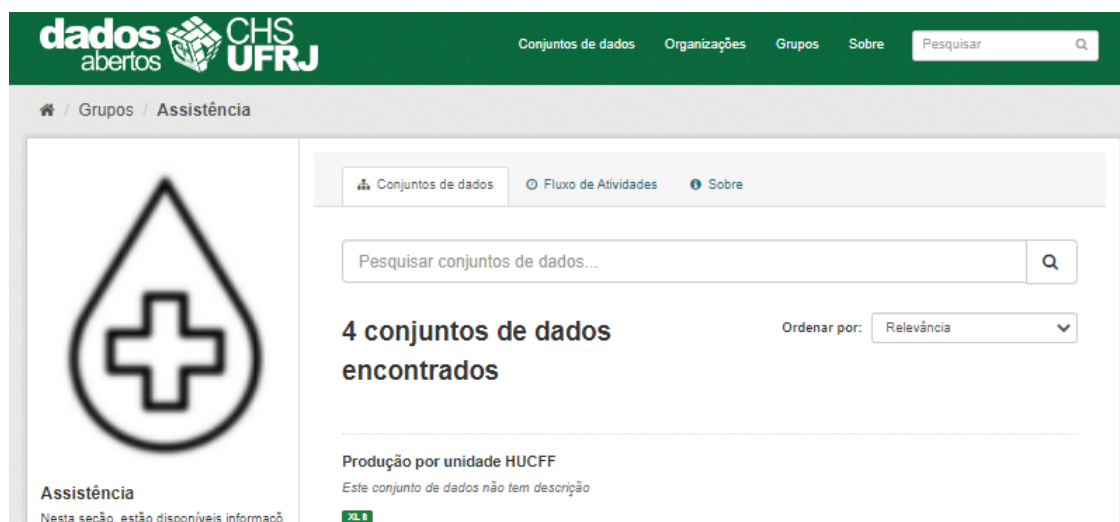 dados abertos CHS UFRJ
Conjuntos de dados Organizações Grupos Sobre Pesquisar
/ Grupos / Assistência
Conjuntos de dados Fluxo de Atividades Sobre
Pesquisar conjuntos de dados...
4 conjuntos de dados
encontrados
Ordenar por: Relevância
Produção por unidade HUCFF
Este conjunto de dados não tem descrição
Assistência
Nesta seção, estão disponíveis informaçõ